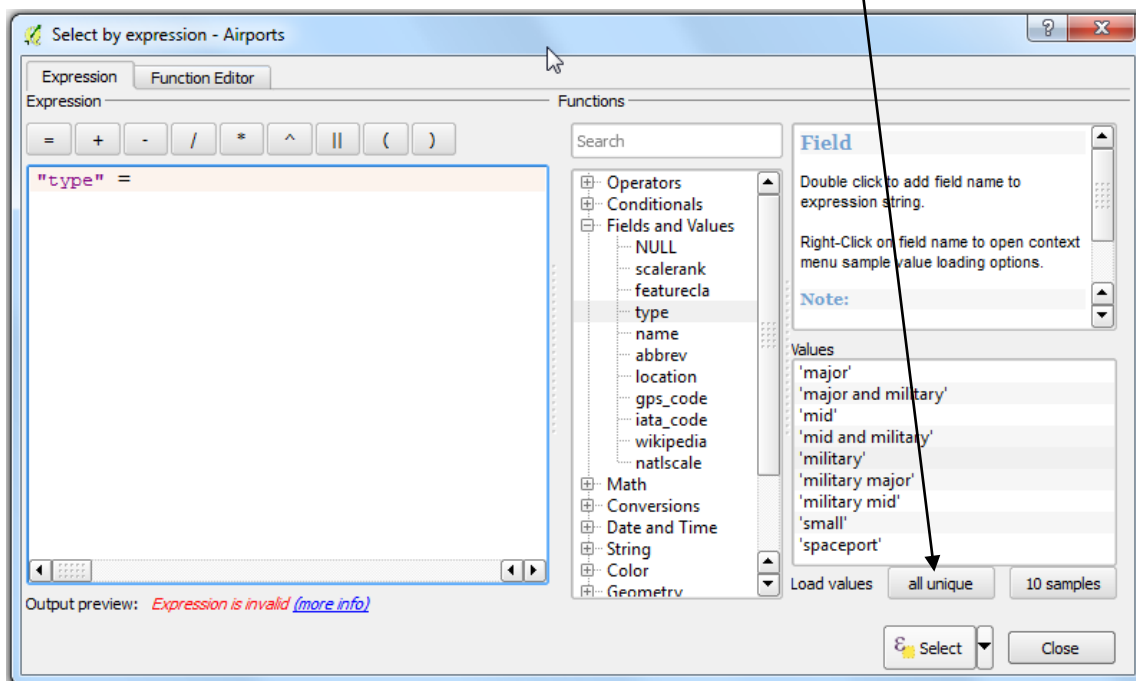 Select by expression - Airports
?
X
Expression
Function Editor
Expression
Functions
= + - / * ^ || ( )
"type" =
Output preview: Expression is invalid (more info)
Search
Operators
Conditionals
Fields and Values
NULL
scalerank
featurecla
type
name
abbrev
location
gps_code
iata_code
wikipedia
natlscale
Math
Conversions
Date and Time
String
Color
Geometry
Field
Double click to add field name to
expression string.
Right-Click on field name to open context
menu sample value loading options.
Note:
Values
'major'
'major and military'
'mid'
'mid and military'
'military'
'military major'
'military mid'
'small'
'spaceport'
Load values all unique 10 samples
ε Select
Close